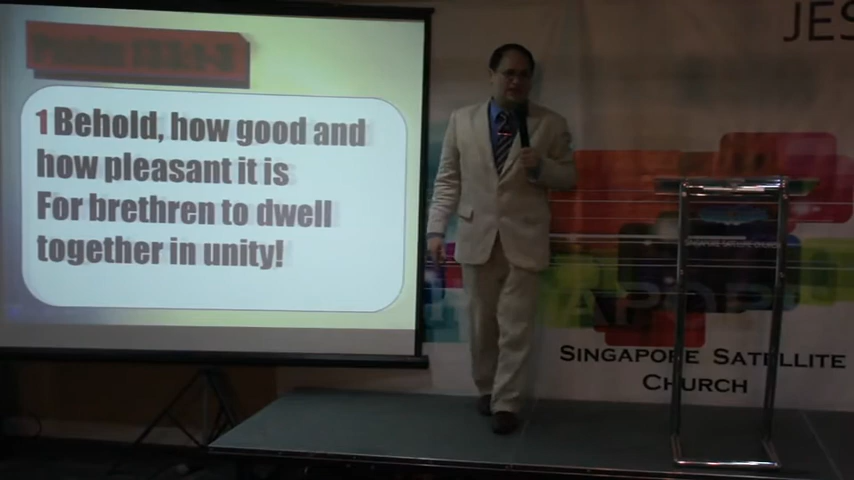 Psalm 133:1-3
1 Behold, how good and
how pleasant it is
For brethren to dwell
together in unity!
JES
SINGAPORE SATELLITE
CHURCH